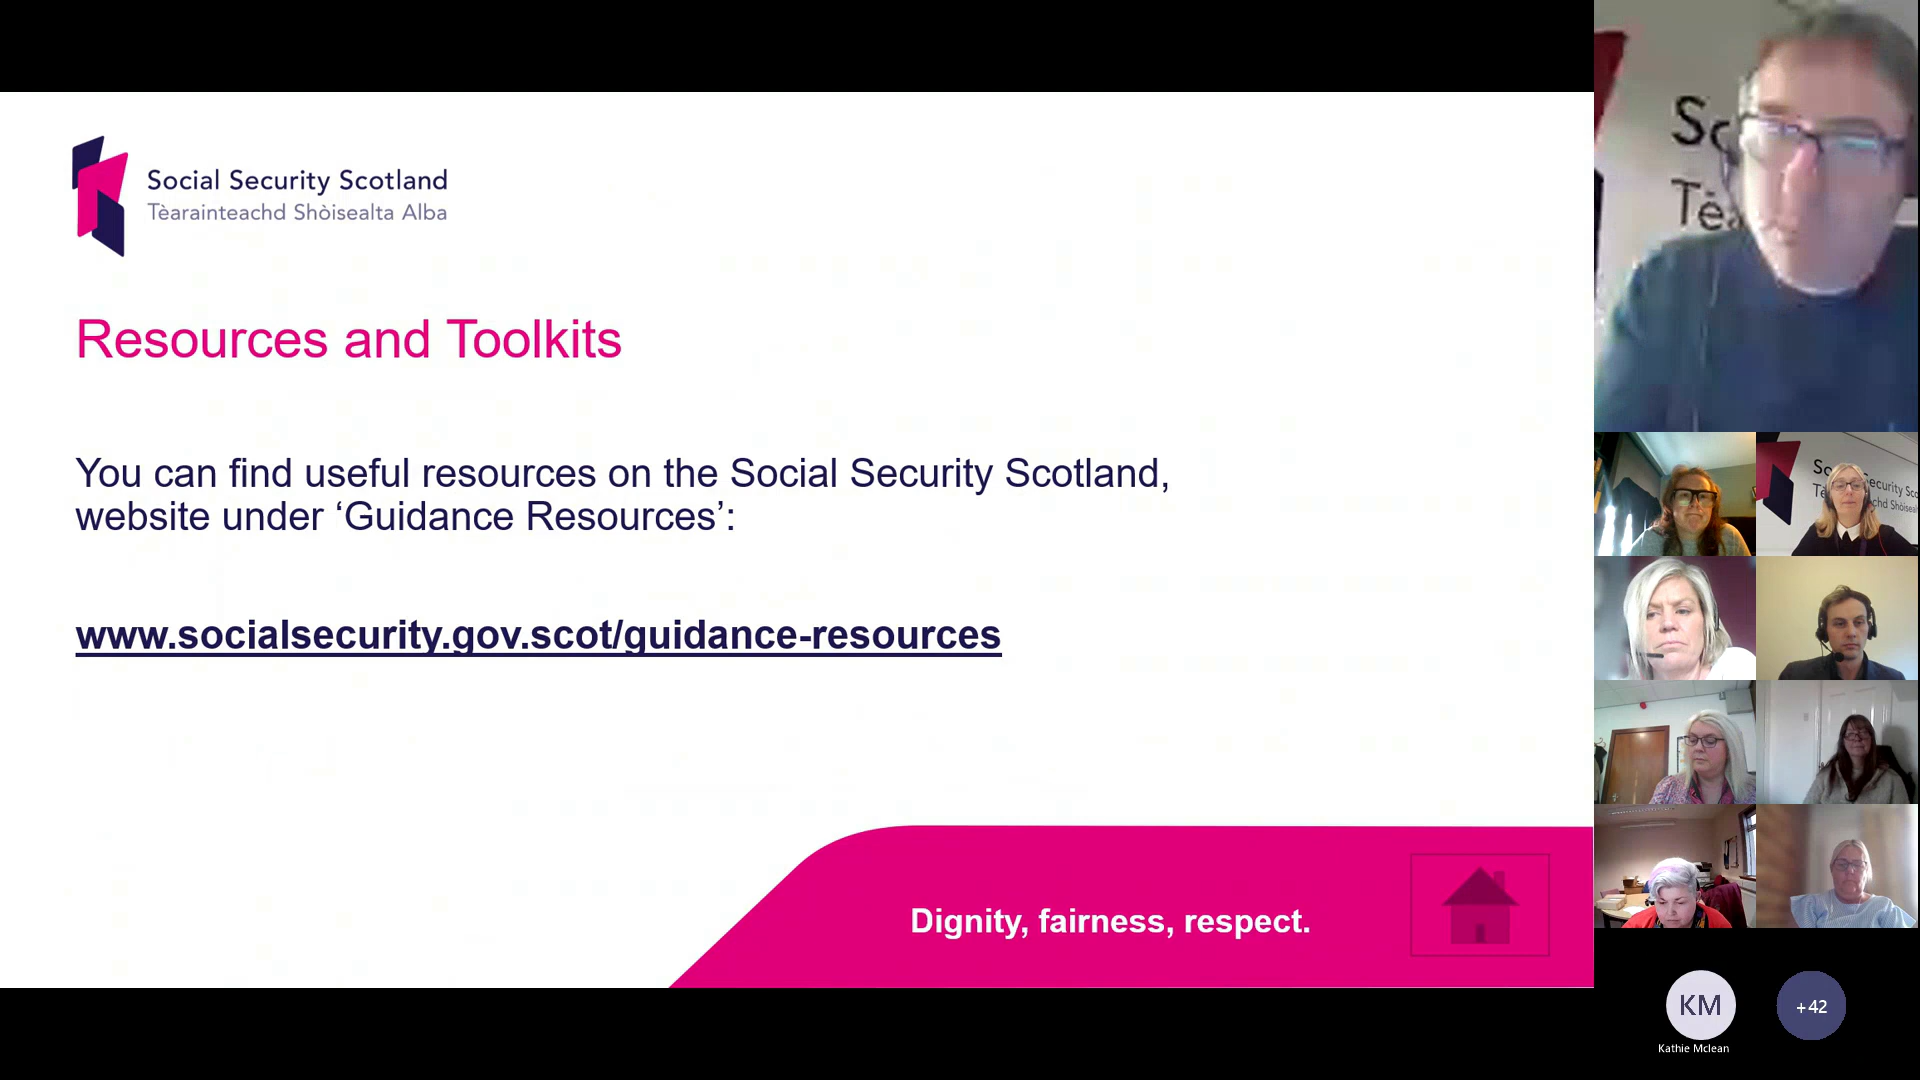 Social Security Scotland
Tèarainteachd Shòisealta Alba
Resources and Toolkits
You can find useful resources on the Social Security Scotland,
website under ‘Guidance Resources’:
www.socialsecurity.gov.scot/guidance-resources
Dignity, fairness, respect.
KM
Kathie Mclean
+42